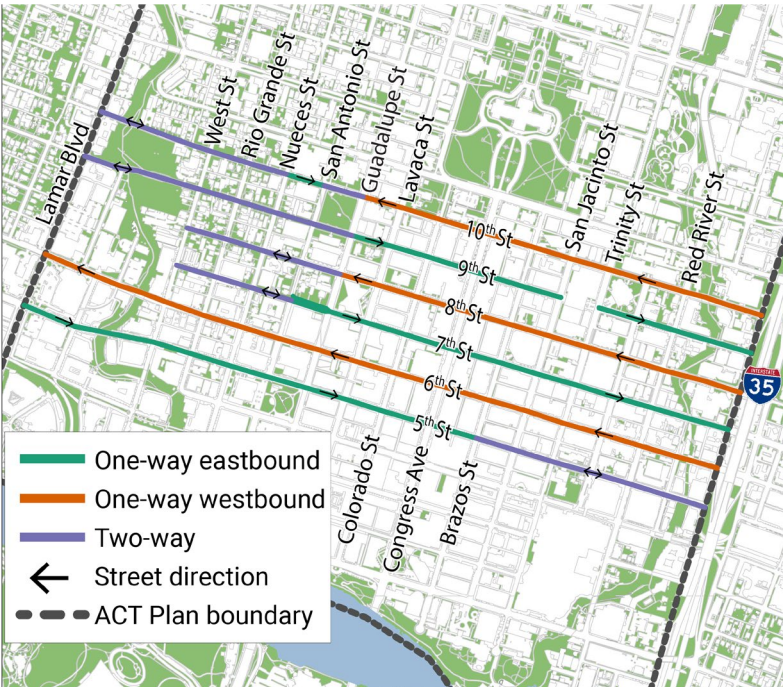 Lamar Blvd
West St
Rio Grande St
Nueces St
San Antonio St
Guadalupe St
Lavaca St
San Jacinto St
Trinity St
Red River St
10th St
9th St
8th St
7th St
6th St
5th St
INTERSTATE
35
Colorado St
Congress Ave
Brazos St
One-way eastbound
One-way westbound
Two-way
Street direction
ACT Plan boundary